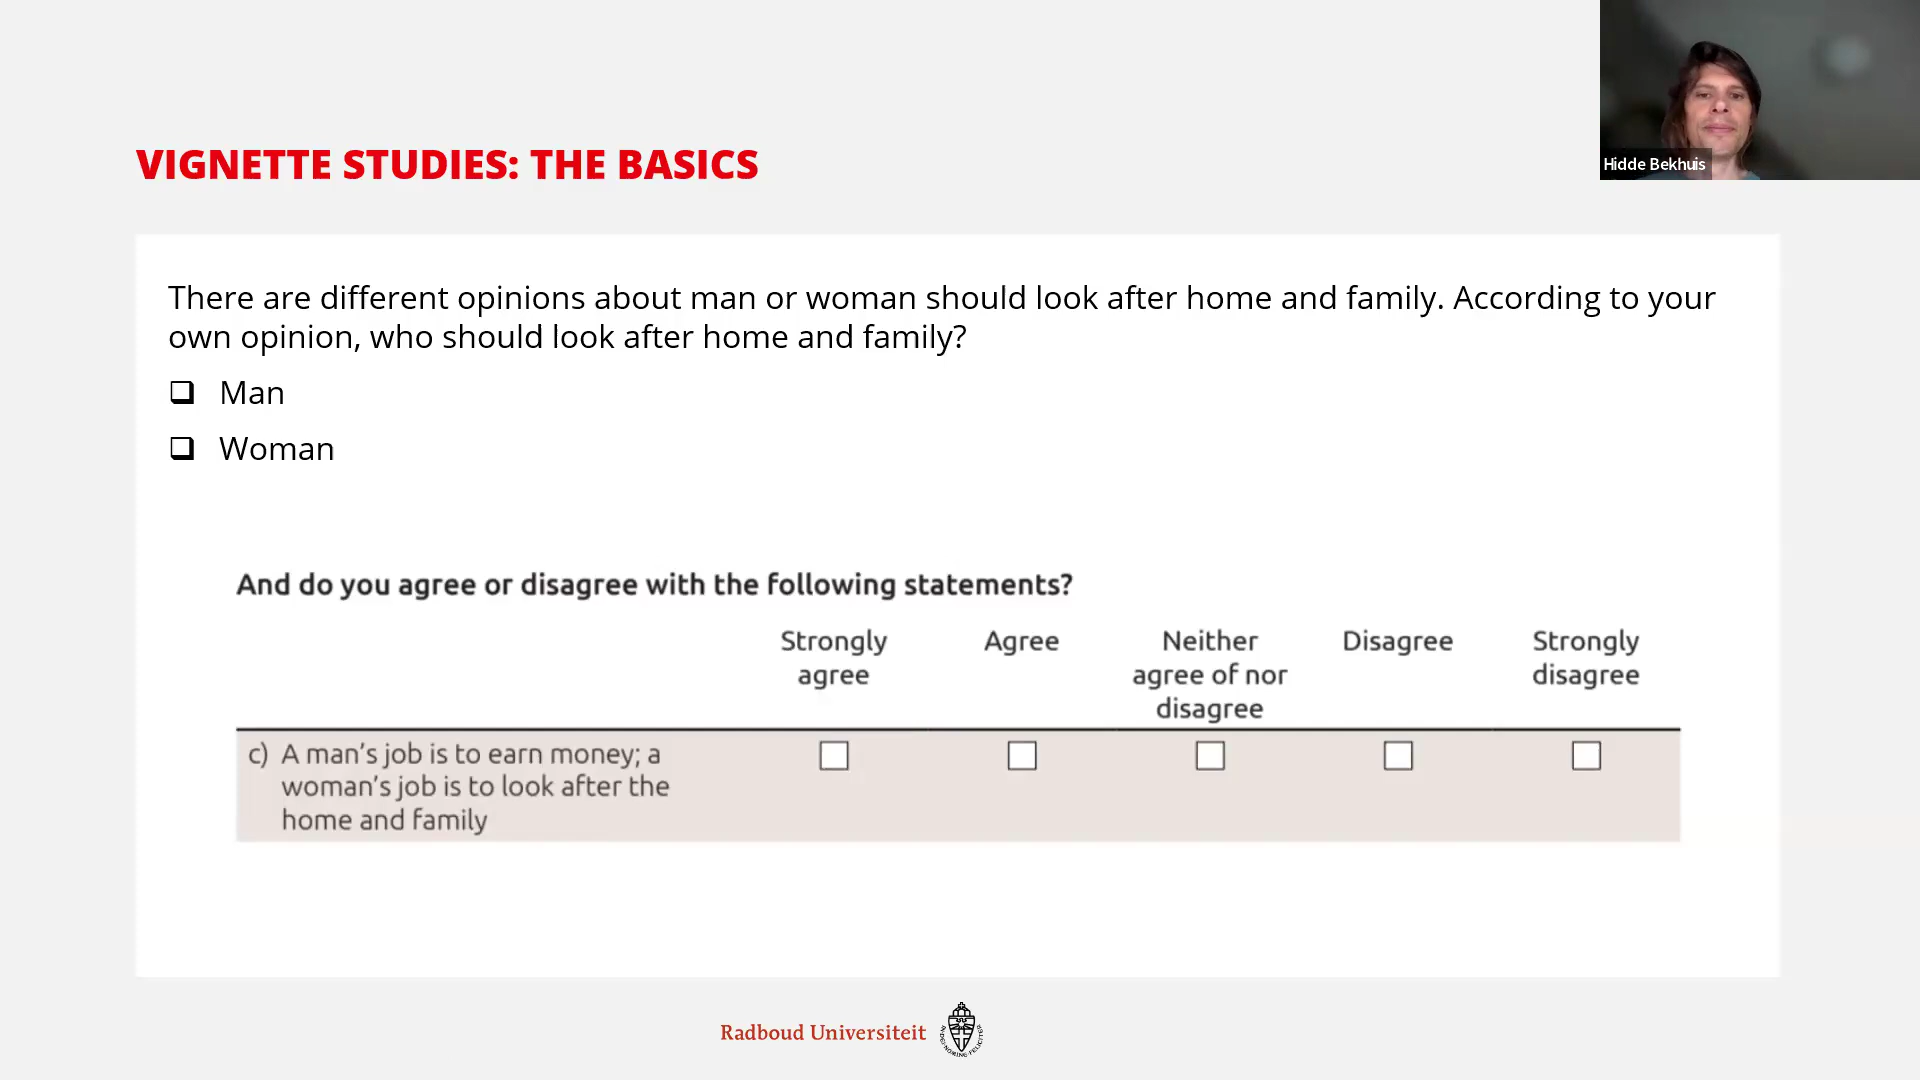 Hidde Bekhuis
VIGNETTE STUDIES: THE BASICS
There are different opinions about man or woman should look after home and family. According to your
own opinion, who should look after home and family?
Man
Woman
And do you agree or disagree with the following statements?
Strongly agree
Agree
Neither agree of nor disagree
Disagree
Strongly disagree
c) A man's job is to earn money; a
woman's job is to look after the
home and family
Radboud Universiteit